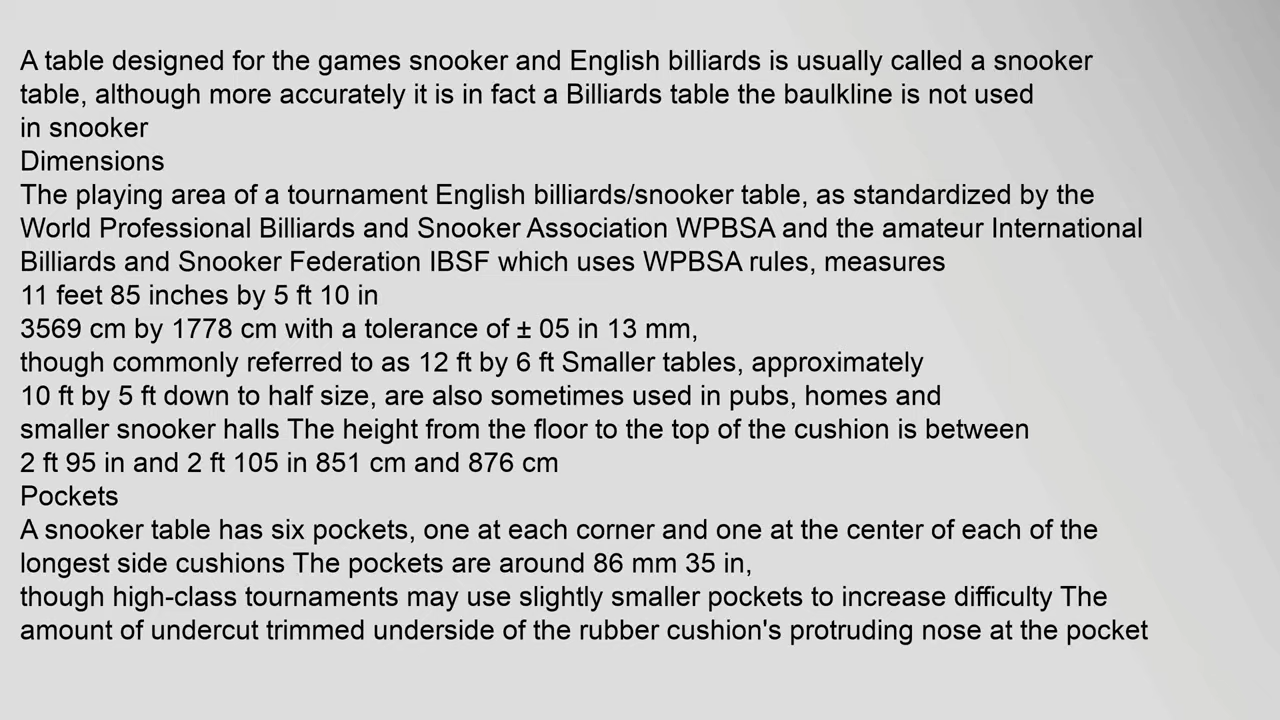 A table designed for the games snooker and English billiards is usually called a snooker
table, although more accurately it is in fact a Billiards table the baulkline is not used
in snooker
Dimensions
The playing area of a tournament English billiards/snooker table, as standardized by the
World Professional Billiards and Snooker Association WPBSA and the amateur International
Billiards and Snooker Federation IBSF which uses WPBSA rules, measures
11 feet 85 inches by 5 ft 10 in
3569 cm by 1778 cm with a tolerance of ± 05 in 13 mm,
though commonly referred to as 12 ft by 6 ft Smaller tables, approximately
10 ft by 5 ft down to half size, are also sometimes used in pubs, homes and
smaller snooker halls The height from the floor to the top of the cushion is between
2 ft 95 in and 2 ft 105 in 851 cm and 876 cm
Pockets
A snooker table has six pockets, one at each corner and one at the center of each of the
longest side cushions The pockets are around 86 mm 35 in,
though high-class tournaments may use slightly smaller pockets to increase difficulty The
amount of undercut trimmed underside of the rubber cushion's protruding nose at the pocket